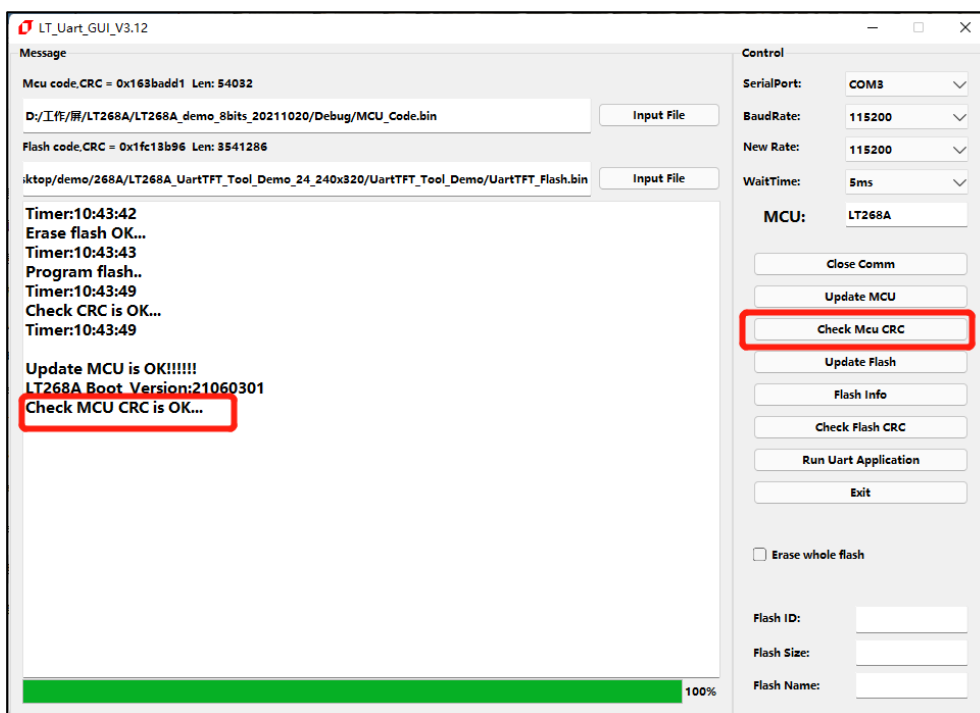 LT_Uart_GUI_V3.12
Message
Mcu code,CRC = 0x163badd1 Len: 54032
D:/工作/屏/LT268A/LT268A_demo_8bits_20211020/Debug/MCU_Code.bin
Input File
Flash code,CRC = 0x1fc13b96 Len: 3541286
sktop/demo/268A/LT268A_UartTFT_Tool_Demo_24_240x320/UartTFT_Tool_Demo/UartTFT_Flash.bin
Input File
Timer:10:43:42
Erase flash OK...
Timer:10:43:43
Program flash..
Timer:10:43:49
Check CRC is OK...
Timer:10:43:49
Update MCU is OK!!!!!!
LT268A Boot_Version:21060301
Check MCU CRC is OK...
100%
Control
SerialPort: COM3
BaudRate: 115200
New Rate: 115200
WaitTime: 5ms
MCU: LT268A
Close Comm
Update MCU
Check Mcu CRC
Update Flash
Flash Info
Check Flash CRC
Run Uart Application
Exit
Erase whole flash
Flash ID:
Flash Size:
Flash Name: